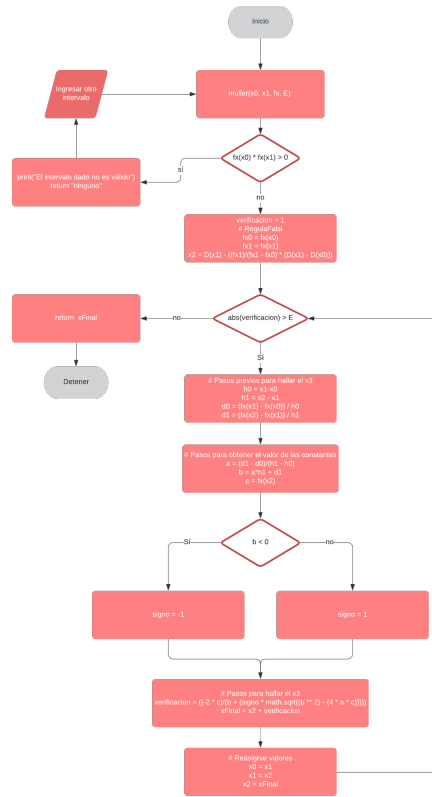 Inicio
Ingresar otro
intervalo
muller(x0, x1, fx, E):
fx(x0) * fx(x1) > 0
sí
print("El intervalo dado no es válido")
return "ninguno"
no
verificacion = 1
# RegulaFalsi
fx0 = fx(x0)
fx1 = fx(x1)
x2 = D(x1) - ((fx1)/(fx1 - fx0) * (D(x1) - D(x0)))
return xFinal
no
abs(verificacion) > E
Sí
Detener
# Pasos previos para hallar el x3
h0 = x1-x0
h1 = x2 - x1
d0 = (fx(x1) - fx(x0)) / h0
d1 = (fx(x2) - fx(x1)) / h1
# Pasos para obtener el valor de las constantes
a = (d1 - d0)/(h1 - h0)
b = a*h1 + d1
c = fx(x2)
Sí
b < 0
no
signo = -1
signo = 1
# Pasos para hallar el x3
verificacion = ((-2 * c)/(b + (signo * math.sqrt((b ** 2) - (4 * a * c)))))
xFinal = x2 + verificacion
# Reasignar valores
x0 = x1
x1 = x2
x2 = xFinal